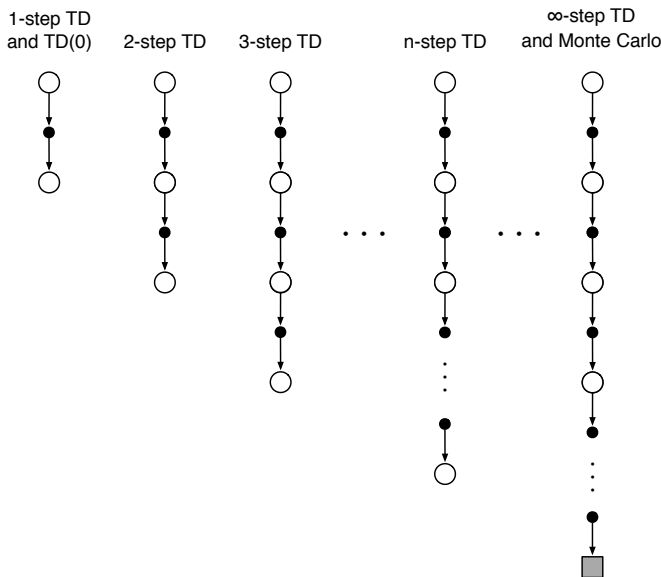 1-step TD
and TD(0)
2-step TD
3-step TD
n-step TD
∞-step TD
and Monte Carlo